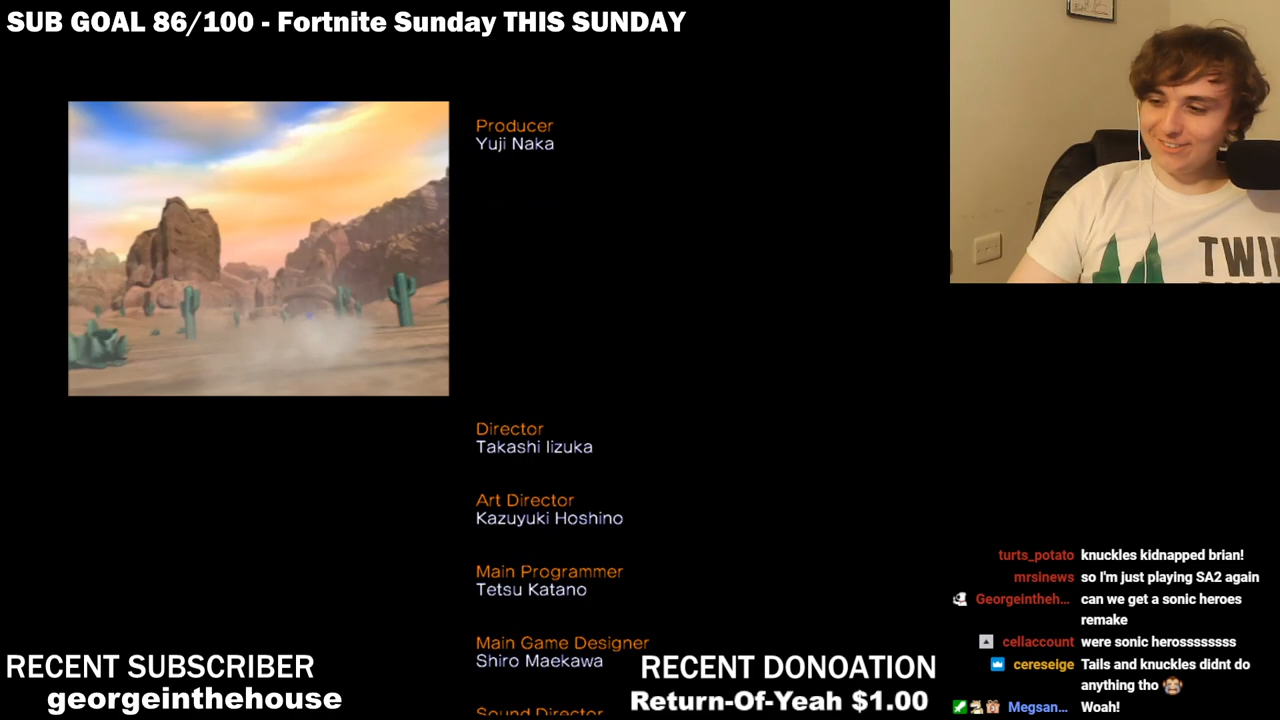 SUB GOAL 86/100 - Fortnite Sunday THIS SUNDAY
Producer
Yuji Naka
Director
Takashi Iizuka
Art Director
Kazuyuki Hoshino
Main Programmer
Tetsu Katano
Main Game Designer
Shiro Maekawa
Sound Director
TWI
turts_potato knuckles kidnapped brian!
mrsinews so I'm just playing SA2 again
Georgeintheh... can we get a sonic heroes
remake
cellaccount were sonic herosssssss
cereseige Tails and knuckles didnt do
anything tho
Megsan... Woah!
RECENT SUBSCRIBER
georgeinthehouse
RECENT DONOATION
Return-Of-Yeah $1.00